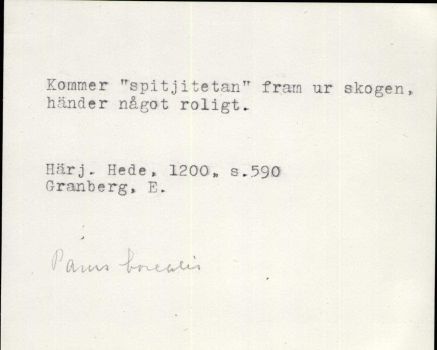 Kommer "spitjitetan" fram ur skogen,
händer något roligt.
Härj. Hede, 1200, s.590
Granberg, E.
Parus borealis